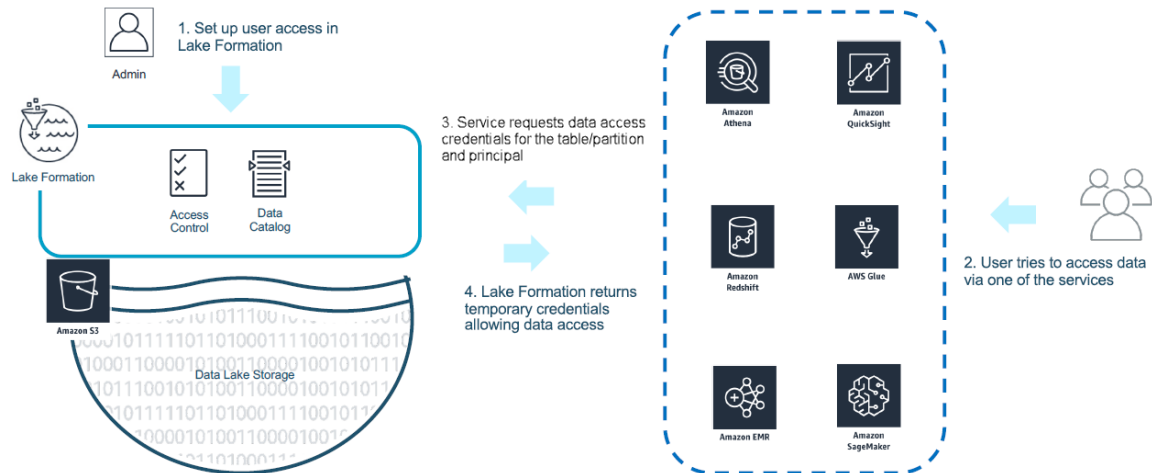 1. Set up user access in
Lake Formation
Admin
Lake Formation
Access
Control
Data
Catalog
3. Service requests data access
credentials for the table/partition
and principal
4. Lake Formation returns
temporary credentials
allowing data access
Amazon S3
Data Lake Storage
Amazon
Athena
Amazon
QuickSight
Amazon
Redshift
AWS Glue
Amazon EMR
Amazon
SageMaker
2. User tries to access data
via one of the services